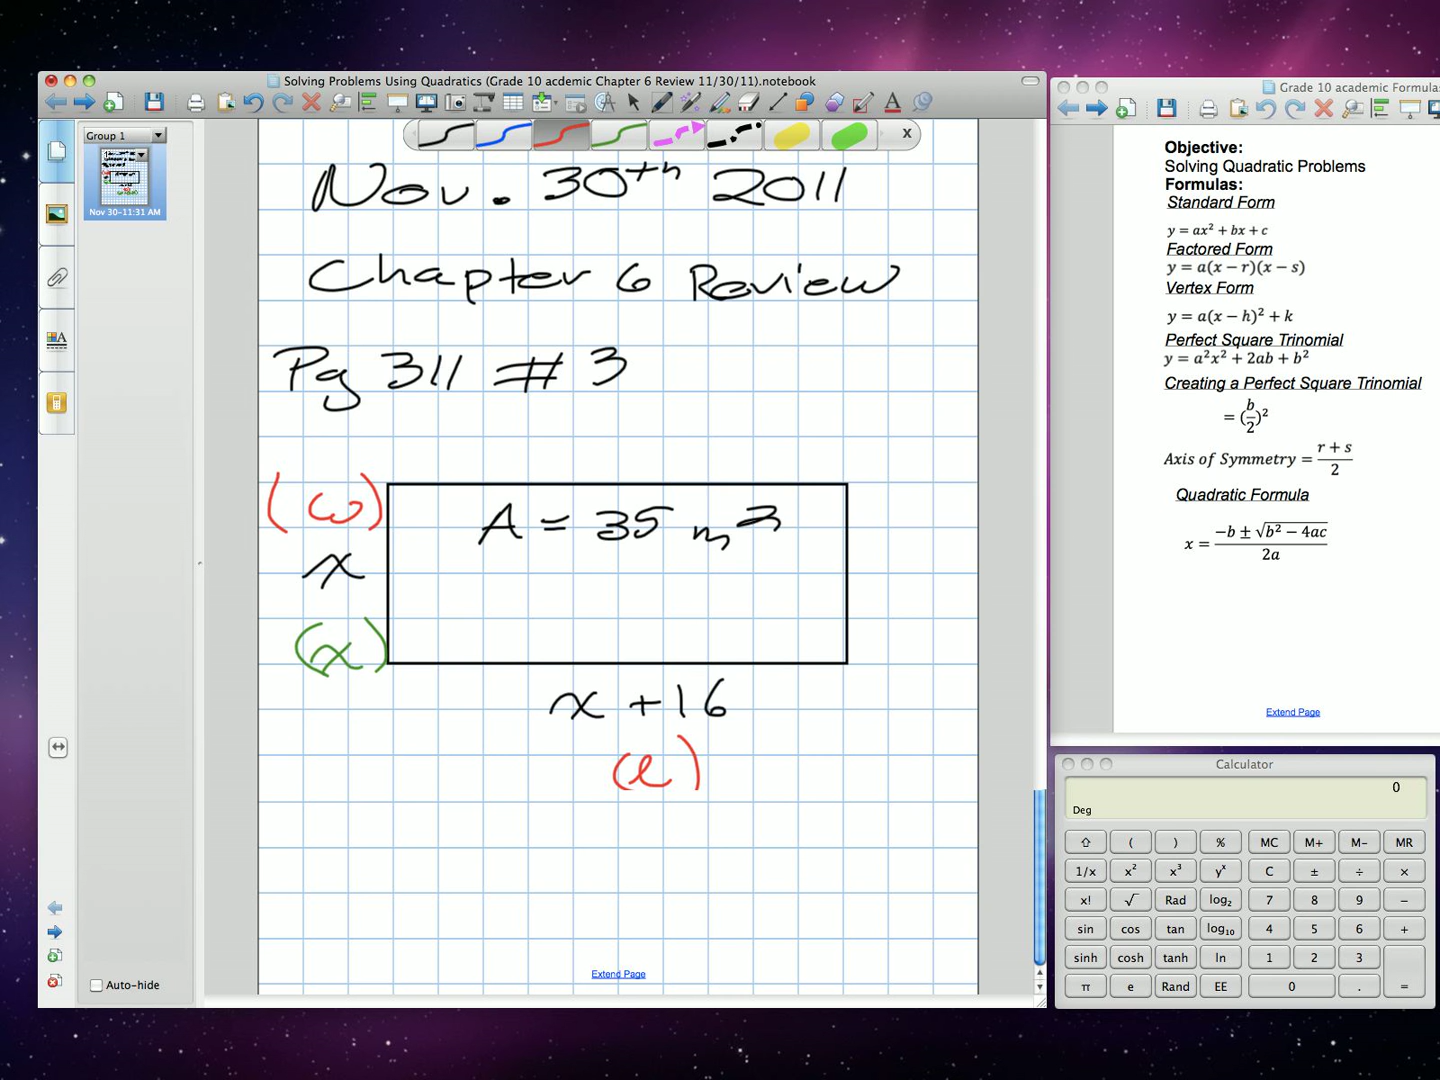 Solving Problems Using Quadratics (Grade 10 acdemic Chapter 6 Review 11/30/11).notebook
Group 1
Nov 30-11:31 AM
x
Nov. 30th 2011
Chapter 6 Review
Pg 311 # 3
(w)
A = 35 m²
x
(x)
x + 16
(l)
Extend Page
Auto-hide
Grade 10 academic Formulas
Objective:
Solving Quadratic Problems
Formulas:
Standard Form
y = ax² + bx + c
Factored Form
y = a(x − r)(x − s)
Vertex Form
y = a(x − h)² + k
Perfect Square Trinomial
y = a²x² + 2ab + b²
Creating a Perfect Square Trinomial
= (b/2)²
Axis of Symmetry = r + s / 2
Quadratic Formula
x = −b ± √b² − 4ac / 2a
Extend Page
Calculator
0
Deg
( ) % MC M+ M− MR
1/x x² x³ yˣ C ± ÷ ×
x! √ Rad log₂ 7 8 9 −
sin cos tan log₁₀ 4 5 6 +
sinh cosh tanh ln 1 2 3
π e Rand EE 0 . =